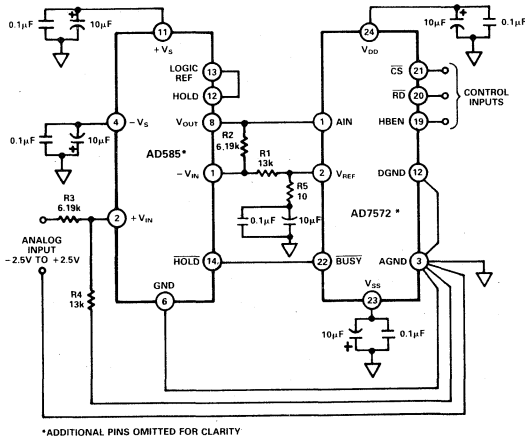 0.1µF
10µF
11
+VS
24
VDD
10µF
0.1µF
LOGIC
REF
13
HOLD
12
CS
21
RD
20
HBEN
19
CONTROL
INPUTS
0.1µF
10µF
4
−VS
VOUT
8
R2
6.19k
1
AIN
AD585*
R1
13k
−VIN
1
2
VREF
DGND
12
R3
6.19k
2
+VIN
R5
10
0.1µF
10µF
AD7572 *
ANALOG
INPUT
−2.5V TO +2.5V
HOLD
14
22
BUSY
AGND
3
R4
13k
GND
6
VSS
23
10µF
0.1µF
*ADDITIONAL PINS OMITTED FOR CLARITY